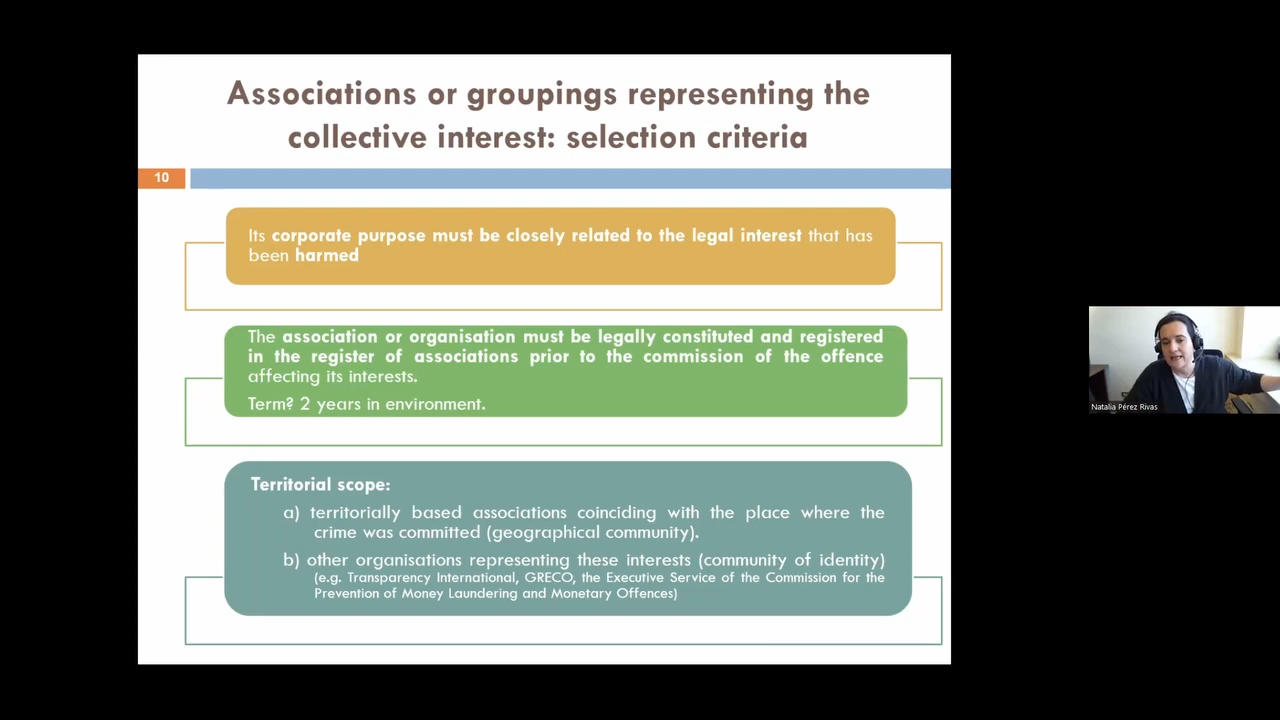 Associations or groupings representing the
collective interest: selection criteria
10
Its corporate purpose must be closely related to the legal interest that has
been harmed
The association or organisation must be legally constituted and registered
in the register of associations prior to the commission of the offence
affecting its interests.
Term? 2 years in environment.
Territorial scope:
a) territorially based associations coinciding with the place where the
crime was committed (geographical community).
b) other organisations representing these interests (community of identity)
(e.g. Transparency International, GRECO, the Executive Service of the Commission for the
Prevention of Money Laundering and Monetary Offences)
Natalia Pérez Rivas